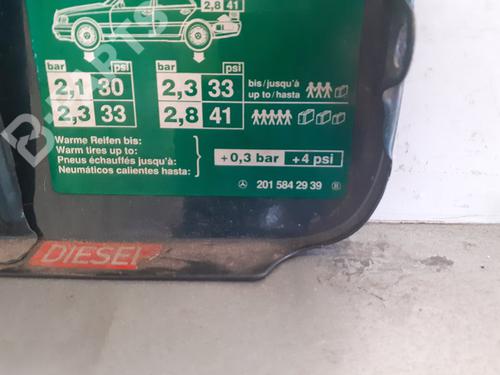 2,8 41
bar psi bar psi
2,1 30 2,3 33 bis/jusqu'à
up to/hasta
2,3 33 2,8 41
Warme Reifen bis:
Warm tires up to:
Pneus échauffés jusqu'à:
Neumáticos calientes hasta:
+0,3 bar +4 psi
201 584 29 39
DIESEL
B-PARTS